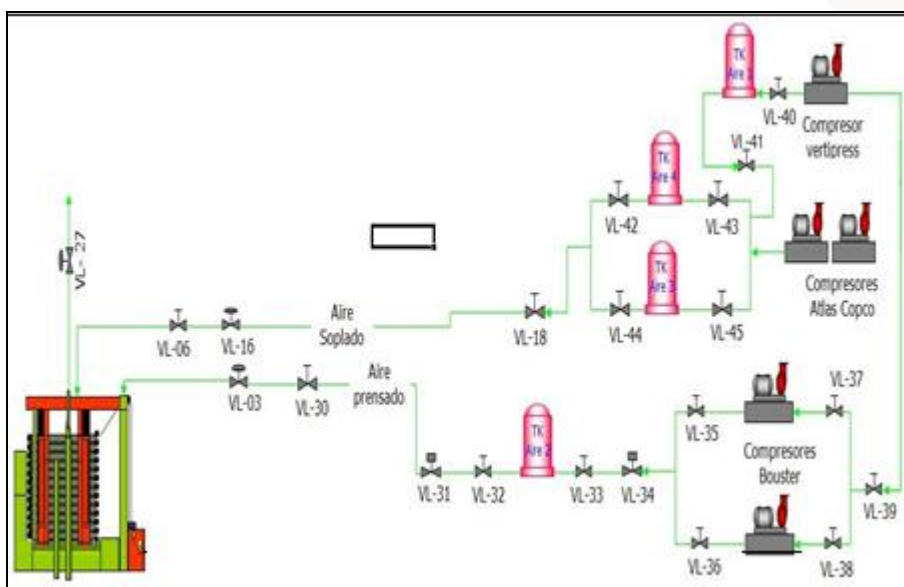 TK
Aire 1
VL-40
Compresor
vertipress
VL-41
TK
Aire 4
VL-42
VL-43
VL-27
TK
Aire 3
Compresores
Atlas Copco
Aire
Soplado
VL-06
VL-16
VL-18
VL-44
VL-45
VL-03
VL-30
Aire
prensado
VL-37
VL-35
TK
Aire 2
Compresores
Bouster
VL-31
VL-32
VL-33
VL-34
VL-39
VL-36
VL-38